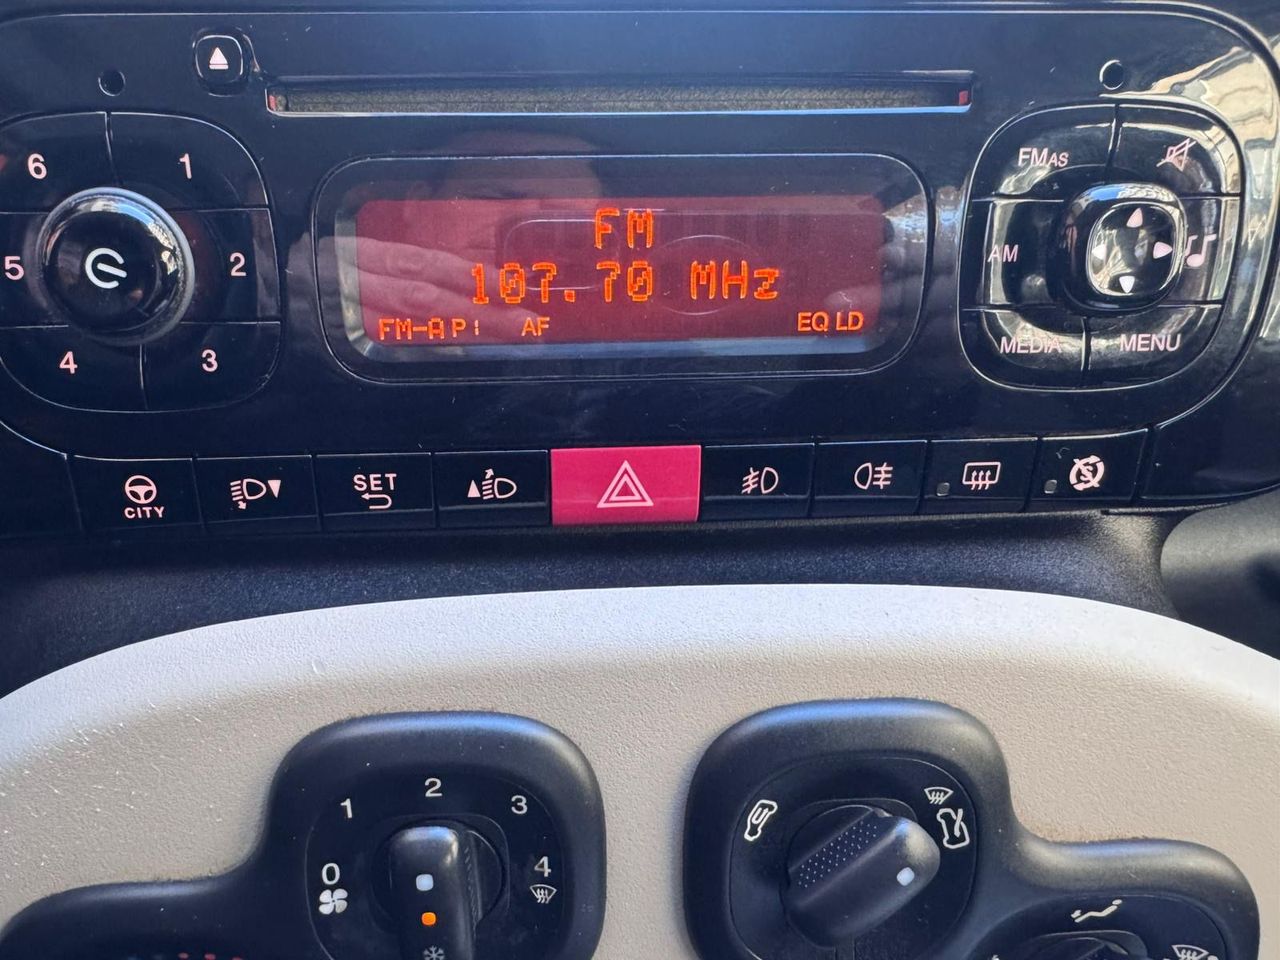 6 1
FMAS
FM
5 2
AM
107.70 MHz
4 3
FM-A P: AF EQ LD
MEDIA MENU
CITY
SET
1 2 3
0 4